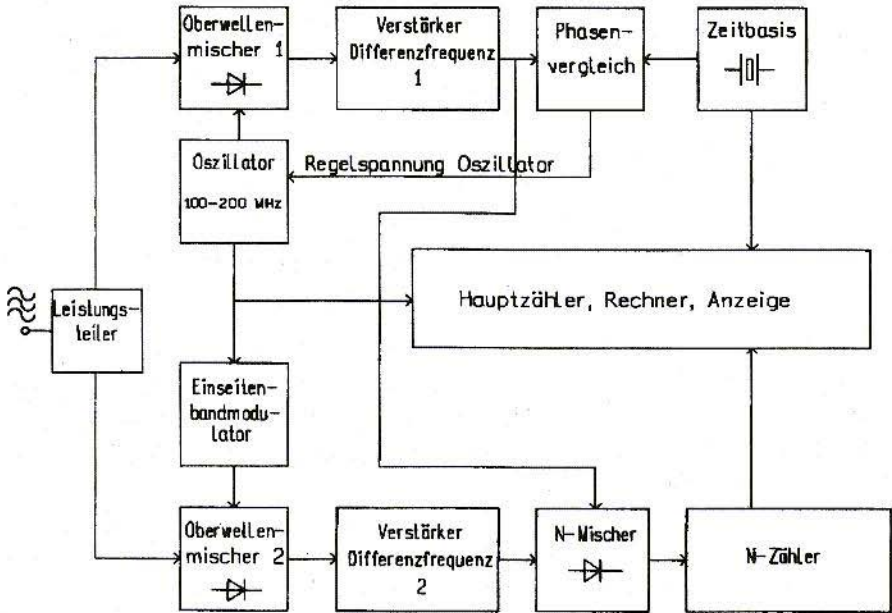 Oberwellen-
mischer 1
Verstärker
Differenzfrequenz
1
Phasen-
vergleich
Zeitbasis
Oszillator
100-200 MHz
Regelspannung Oszillator
Leistungs-
teiler
Hauptzähler, Rechner, Anzeige
Einseiten-
bandmodu-
lator
Oberwellen-
mischer 2
Verstärker
Differenzfrequenz
2
N-Mischer
N-Zähler